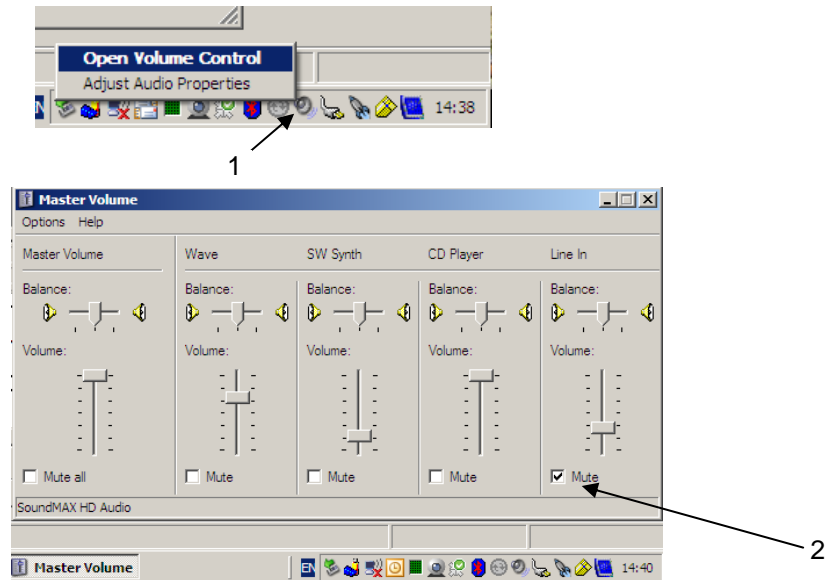 Open Volume Control
Adjust Audio Properties
EN 14:38
1
Master Volume
Options Help
Master Volume Wave SW Synth CD Player Line In
Balance: Balance: Balance: Balance: Balance:
Volume: Volume: Volume: Volume: Volume:
Mute all Mute Mute Mute Mute
SoundMAX HD Audio
2
Master Volume EN 14:40